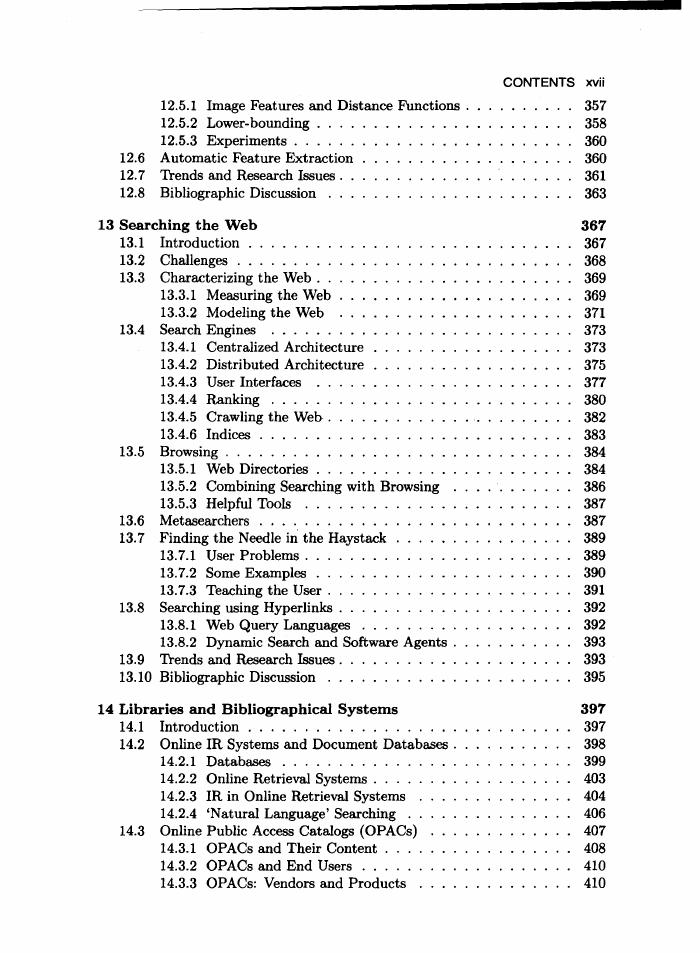 CONTENTS xvii
12.5.1 Image Features and Distance Functions . . . . . . . . . . 357
12.5.2 Lower-bounding . . . . . . . . . . . . . . . . . . . . . . . 358
12.5.3 Experiments . . . . . . . . . . . . . . . . . . . . . . . . . 360
12.6 Automatic Feature Extraction . . . . . . . . . . . . . . . . . . . 360
12.7 Trends and Research Issues . . . . . . . . . . . . . . . . . . . . . 361
12.8 Bibliographic Discussion . . . . . . . . . . . . . . . . . . . . . . 363
13 Searching the Web 367
13.1 Introduction . . . . . . . . . . . . . . . . . . . . . . . . . . . . . 367
13.2 Challenges . . . . . . . . . . . . . . . . . . . . . . . . . . . . . . 368
13.3 Characterizing the Web . . . . . . . . . . . . . . . . . . . . . . . 369
13.3.1 Measuring the Web . . . . . . . . . . . . . . . . . . . . . 369
13.3.2 Modeling the Web . . . . . . . . . . . . . . . . . . . . . 371
13.4 Search Engines . . . . . . . . . . . . . . . . . . . . . . . . . . . 373
13.4.1 Centralized Architecture . . . . . . . . . . . . . . . . . . 373
13.4.2 Distributed Architecture . . . . . . . . . . . . . . . . . . 375
13.4.3 User Interfaces . . . . . . . . . . . . . . . . . . . . . . . 377
13.4.4 Ranking . . . . . . . . . . . . . . . . . . . . . . . . . . . 380
13.4.5 Crawling the Web . . . . . . . . . . . . . . . . . . . . . . 382
13.4.6 Indices . . . . . . . . . . . . . . . . . . . . . . . . . . . . 383
13.5 Browsing . . . . . . . . . . . . . . . . . . . . . . . . . . . . . . . 384
13.5.1 Web Directories . . . . . . . . . . . . . . . . . . . . . . . 384
13.5.2 Combining Searching with Browsing . . . . . . . . . . . 386
13.5.3 Helpful Tools . . . . . . . . . . . . . . . . . . . . . . . . 387
13.6 Metasearchers . . . . . . . . . . . . . . . . . . . . . . . . . . . . 387
13.7 Finding the Needle in the Haystack . . . . . . . . . . . . . . . . 389
13.7.1 User Problems . . . . . . . . . . . . . . . . . . . . . . . . 389
13.7.2 Some Examples . . . . . . . . . . . . . . . . . . . . . . . 390
13.7.3 Teaching the User . . . . . . . . . . . . . . . . . . . . . . 391
13.8 Searching using Hyperlinks . . . . . . . . . . . . . . . . . . . . . 392
13.8.1 Web Query Languages . . . . . . . . . . . . . . . . . . . 392
13.8.2 Dynamic Search and Software Agents . . . . . . . . . . . 393
13.9 Trends and Research Issues . . . . . . . . . . . . . . . . . . . . . 393
13.10 Bibliographic Discussion . . . . . . . . . . . . . . . . . . . . . . 395
14 Libraries and Bibliographical Systems 397
14.1 Introduction . . . . . . . . . . . . . . . . . . . . . . . . . . . . . 397
14.2 Online IR Systems and Document Databases . . . . . . . . . . . 398
14.2.1 Databases . . . . . . . . . . . . . . . . . . . . . . . . . . 399
14.2.2 Online Retrieval Systems . . . . . . . . . . . . . . . . . . 403
14.2.3 IR in Online Retrieval Systems . . . . . . . . . . . . . . 404
14.2.4 ‘Natural Language’ Searching . . . . . . . . . . . . . . . 406
14.3 Online Public Access Catalogs (OPACs) . . . . . . . . . . . . . 407
14.3.1 OPACs and Their Content . . . . . . . . . . . . . . . . . 408
14.3.2 OPACs and End Users . . . . . . . . . . . . . . . . . . . 410
14.3.3 OPACs: Vendors and Products . . . . . . . . . . . . . . 410